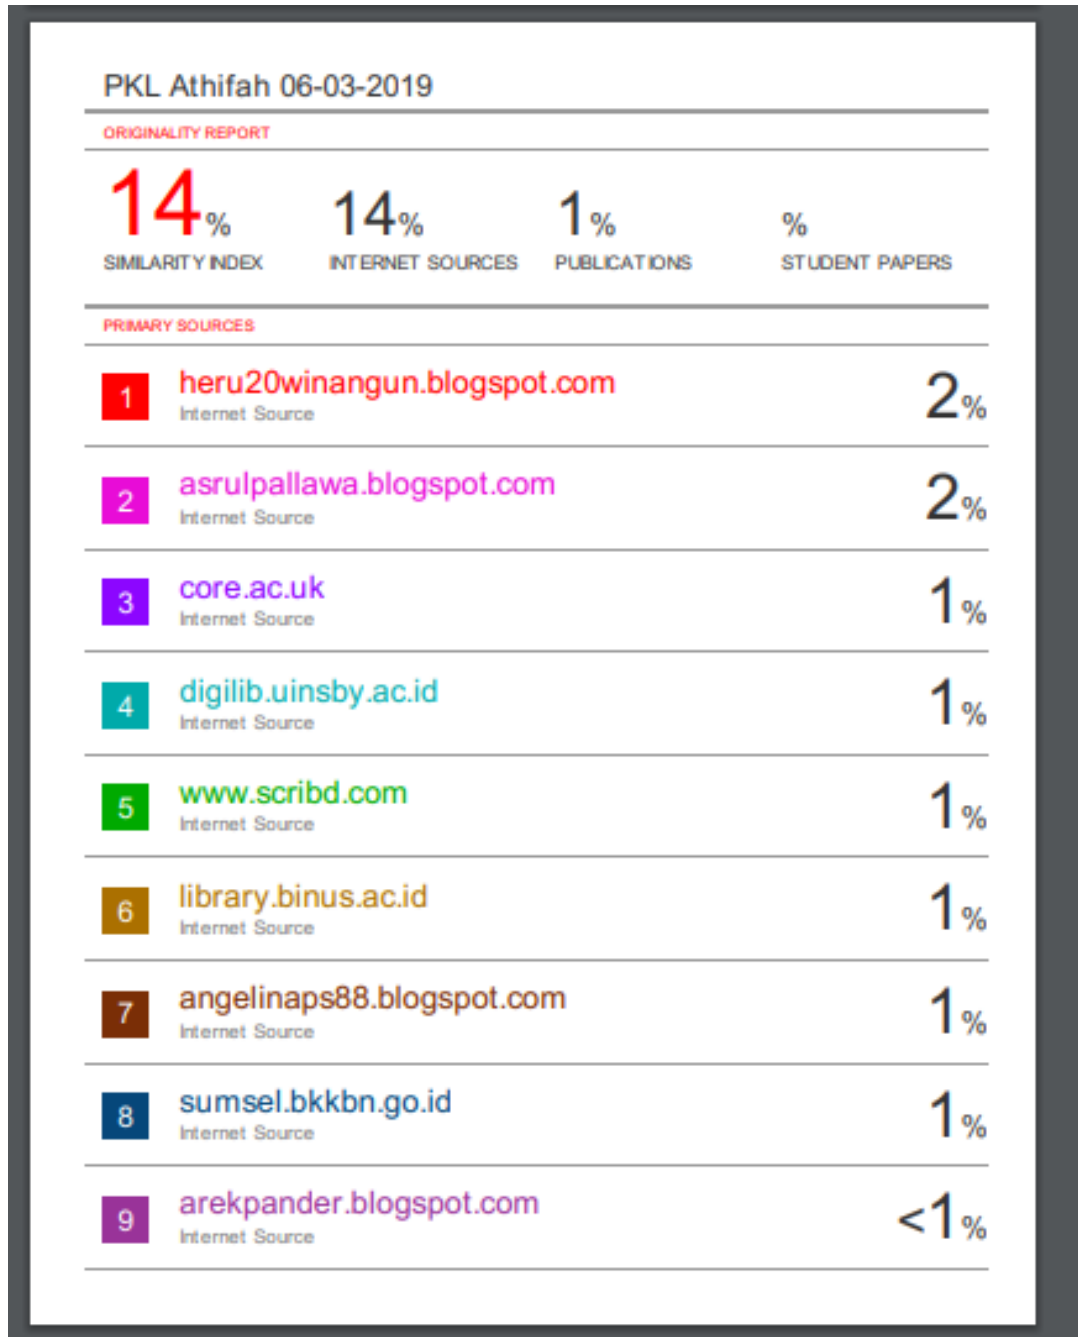 PKL Athifah 06-03-2019
ORIGINALITY REPORT
14% 14% 1% %
SIMILARITY INDEX INTERNET SOURCES PUBLICATIONS STUDENT PAPERS
PRIMARY SOURCES
1 heru20winangun.blogspot.com 2%
Internet Source
2 asrulpallawa.blogspot.com 2%
Internet Source
3 core.ac.uk 1%
Internet Source
4 digilib.uinsby.ac.id 1%
Internet Source
5 www.scribd.com 1%
Internet Source
6 library.binus.ac.id 1%
Internet Source
7 angelinaps88.blogspot.com 1%
Internet Source
8 sumsel.bkkbn.go.id 1%
Internet Source
9 arekpander.blogspot.com <1%
Internet Source